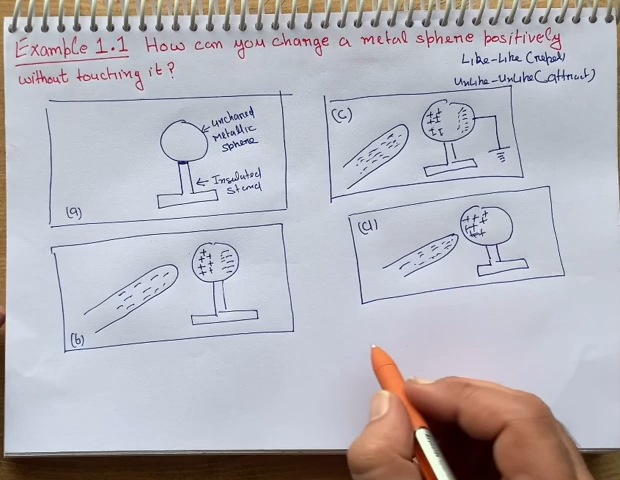 Example 1.1 How can you change a metal sphere positively
without touching it?
Like-Like (repel)
Unlike-Unlike (attract)
uncharged
metallic
sphere
Insulated
stand
(a)
(b)
(c)
(d)